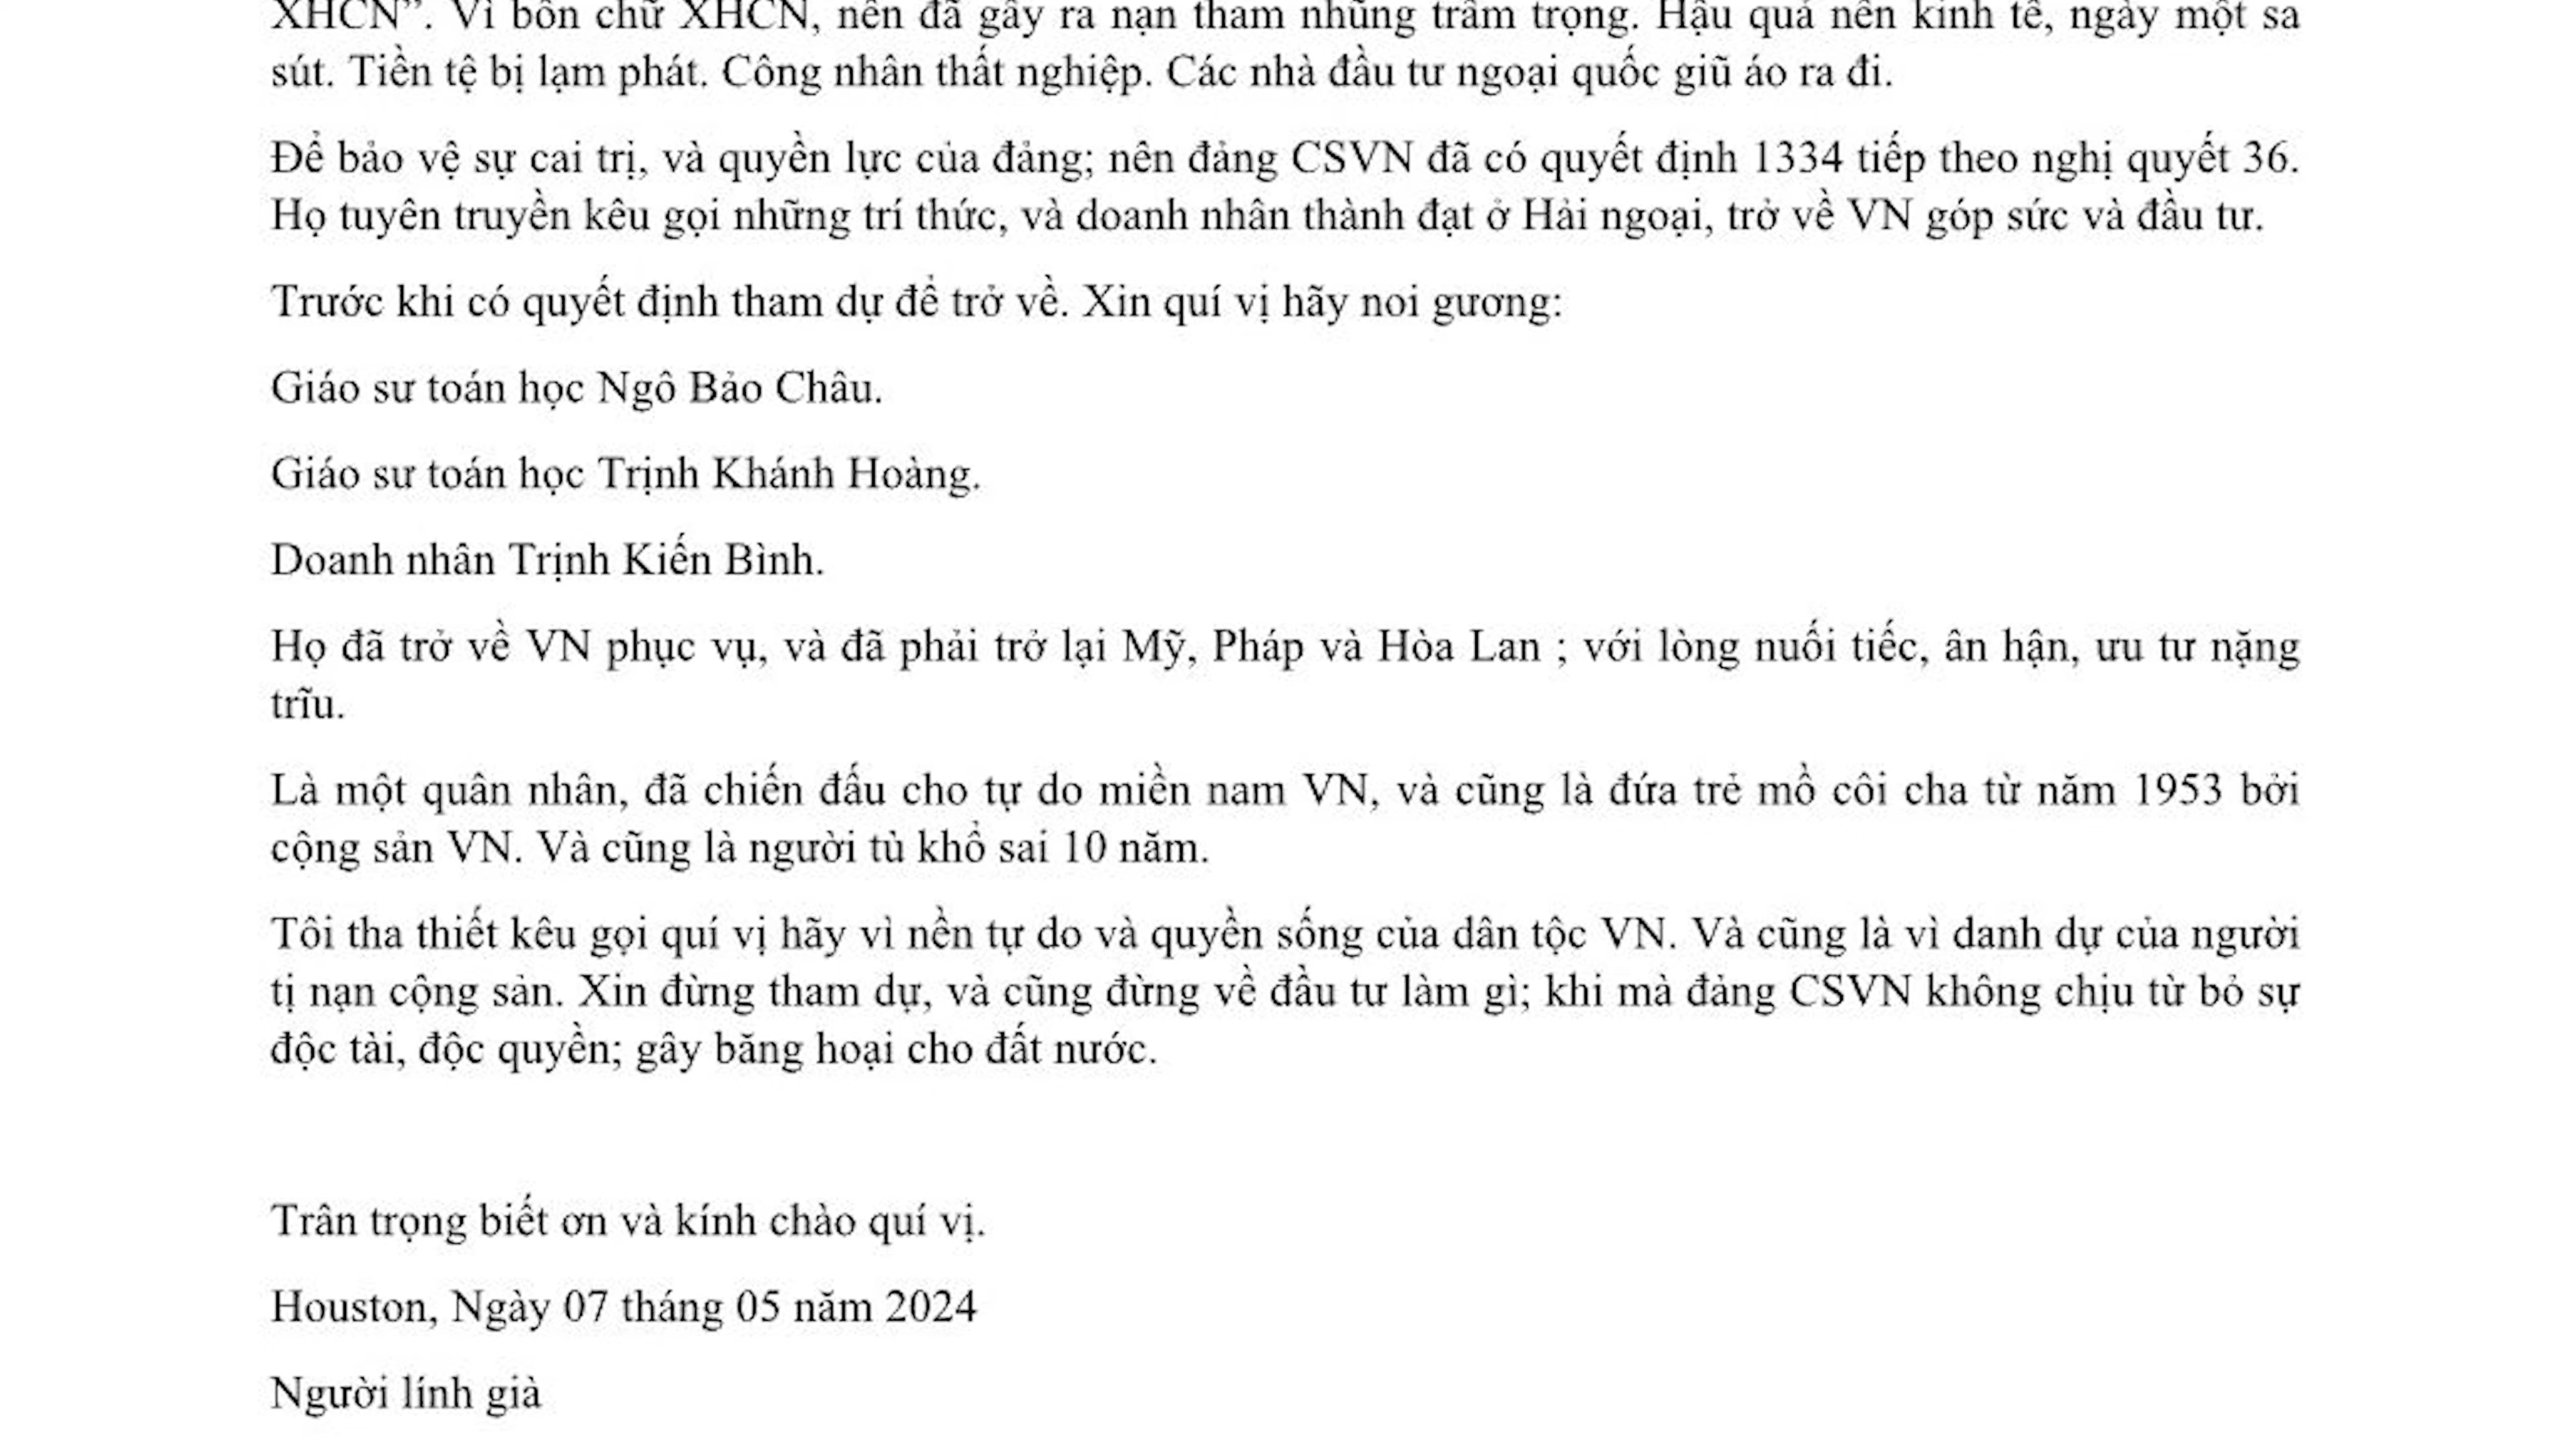 XHCN”. Vì bốn chữ XHCN, nên đã gây ra nạn tham nhũng trầm trọng. Hậu quả nền kinh tế, ngày một sa
sút. Tiền tệ bị lạm phát. Công nhân thất nghiệp. Các nhà đầu tư ngoại quốc giũ áo ra đi.
Để bảo vệ sự cai trị, và quyền lực của đảng; nên đảng CSVN đã có quyết định 1334 tiếp theo nghị quyết 36.
Họ tuyên truyền kêu gọi những trí thức, và doanh nhân thành đạt ở Hải ngoại, trở về VN góp sức và đầu tư.
Trước khi có quyết định tham dự để trở về. Xin quí vị hãy noi gương:
Giáo sư toán học Ngô Bảo Châu.
Giáo sư toán học Trịnh Khánh Hoàng.
Doanh nhân Trịnh Kiến Bình.
Họ đã trở về VN phục vụ, và đã phải trở lại Mỹ, Pháp và Hòa Lan ; với lòng nuối tiếc, ân hận, ưu tư nặng
trĩu.
Là một quân nhân, đã chiến đấu cho tự do miền nam VN, và cũng là đứa trẻ mồ côi cha từ năm 1953 bởi
cộng sản VN. Và cũng là người tù khổ sai 10 năm.
Tôi tha thiết kêu gọi quí vị hãy vì nền tự do và quyền sống của dân tộc VN. Và cũng là vì danh dự của người
tị nạn cộng sản. Xin đừng tham dự, và cũng đừng về đầu tư làm gì; khi mà đảng CSVN không chịu từ bỏ sự
độc tài, độc quyền; gây băng hoại cho đất nước.
Trân trọng biết ơn và kính chào quí vị.
Houston, Ngày 07 tháng 05 năm 2024
Người lính già